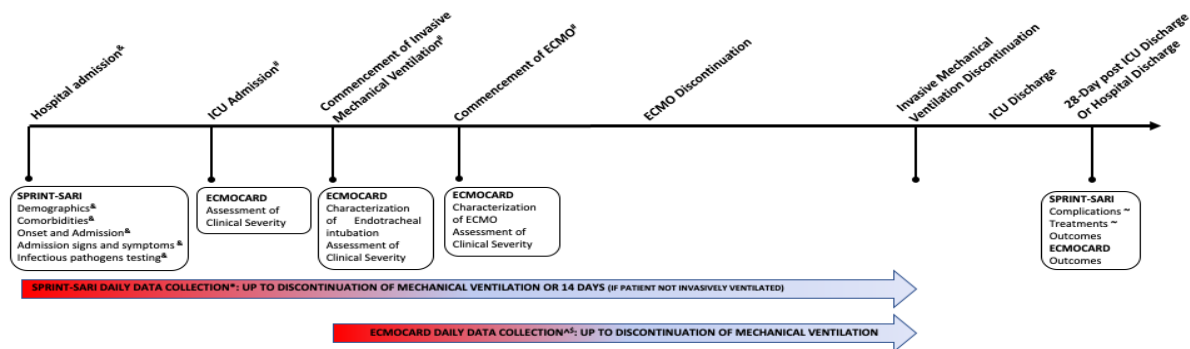 Hospital admission&
ICU Admission#
Commencement of Invasive
Mechanical Ventilation#
Commencement of ECMO#
ECMO Discontinuation
Invasive Mechanical
Ventilation Discontinuation
ICU Discharge
28-Day post ICU Discharge
Or Hospital Discharge
SPRINT-SARI
Demographics&
Comorbidities&
Onset and Admission&
Admission signs and symptoms &
Infectious pathogens testing&
ECMOCARD
Assessment of
Clinical Severity
ECMOCARD
Characterization
of Endotracheal
intubation
Assessment of
Clinical Severity
ECMOCARD
Characterization
of ECMO
Assessment of
Clinical Severity
SPRINT-SARI
Complications ~
Treatments ~
Outcomes
ECMOCARD
Outcomes
SPRINT-SARI DAILY DATA COLLECTION*: UP TO DISCONTINUATION OF MECHANICAL VENTILATION OR 14 DAYS (IF PATIENT NOT INVASIVELY VENTILATED)
ECMOCARD DAILY DATA COLLECTION^$: UP TO DISCONTINUATION OF MECHANICAL VENTILATION